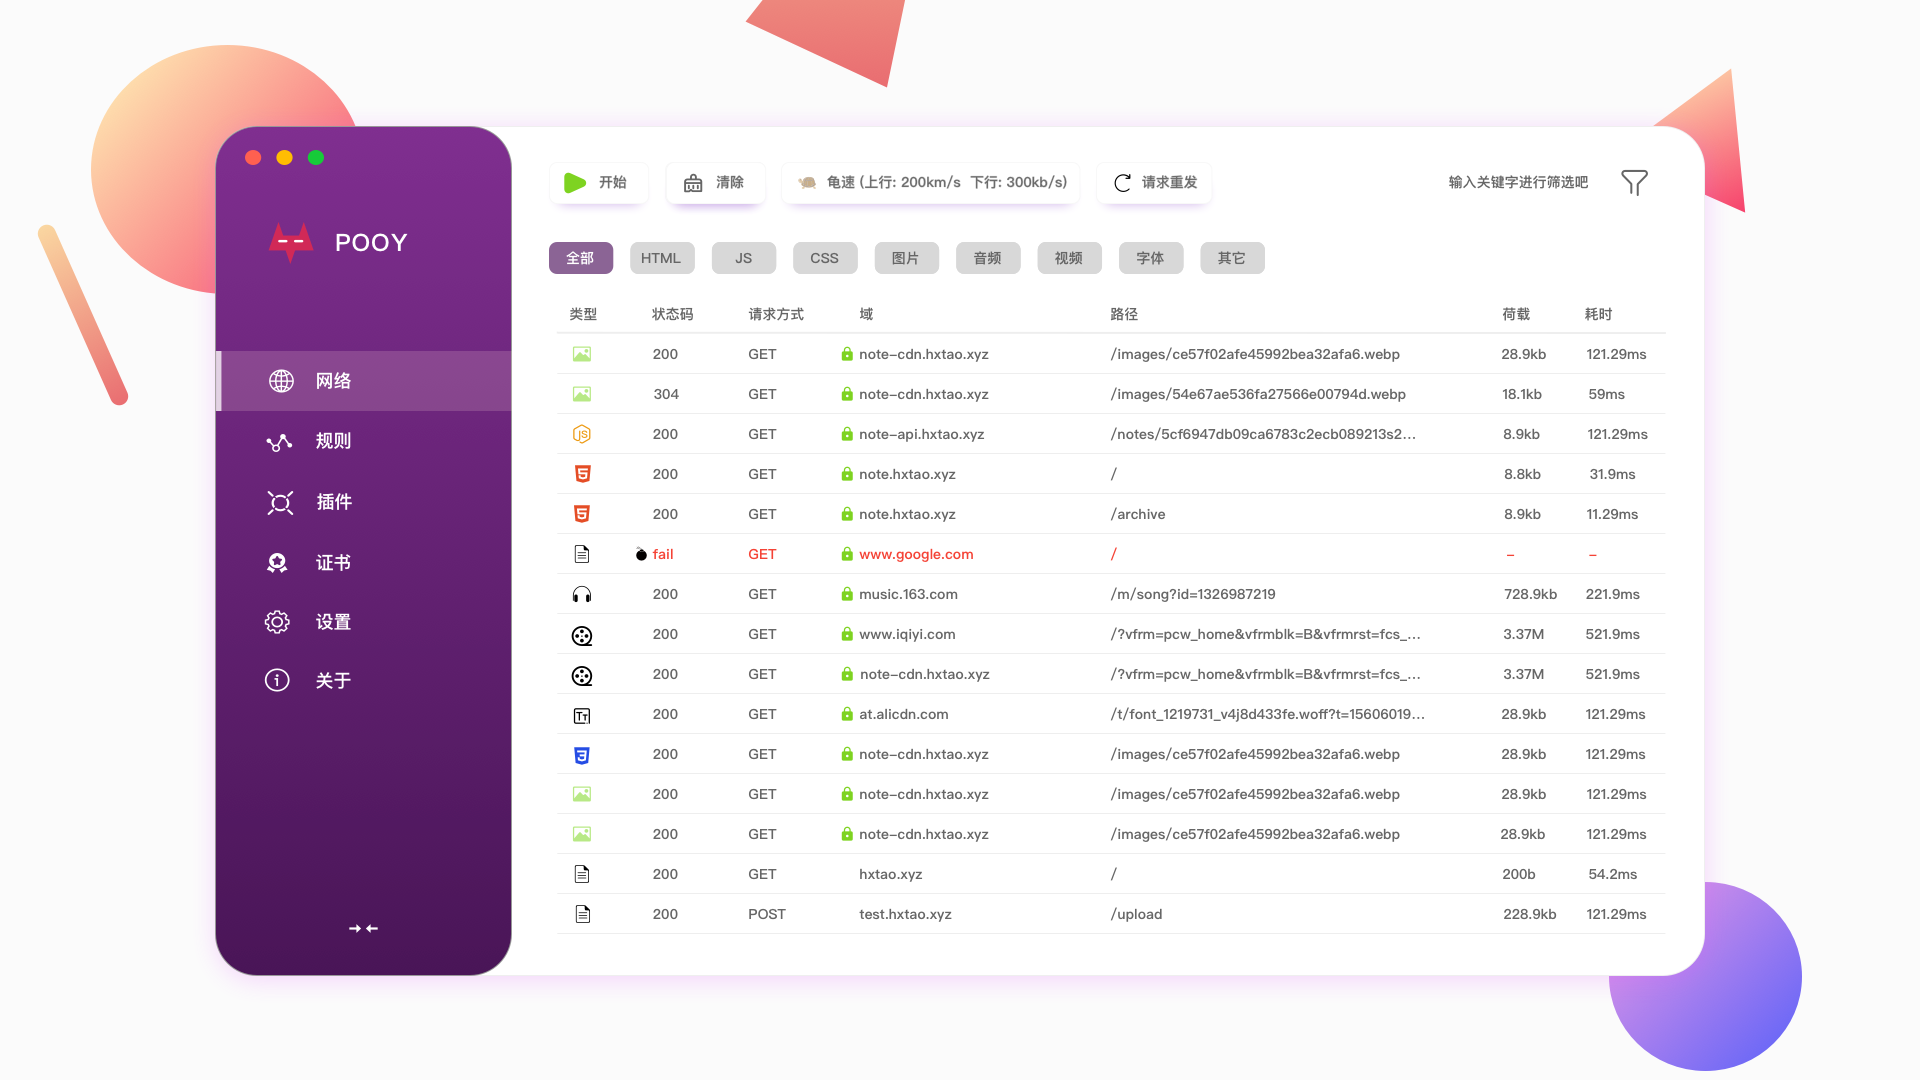 开始 清除 龟速 (上行: 200km/s 下行: 300kb/s) 请求重发 输入关键字进行筛选吧
POOY
全部 HTML JS CSS 图片 音频 视频 字体 其它
网络
规则
插件
证书
设置
关于
类型 状态码 请求方式 域 路径 荷载 耗时
200 GET note-cdn.hxtao.xyz /images/ce57f02afe45992bea32afa6.webp 28.9kb 121.29ms
304 GET note-cdn.hxtao.xyz /images/54e67ae536fa27566e00794d.webp 18.1kb 59ms
JS 200 GET note-api.hxtao.xyz /notes/5cf6947db09ca6783c2ecb089213s2... 8.9kb 121.29ms
5 200 GET note.hxtao.xyz / 8.8kb 31.9ms
5 200 GET note.hxtao.xyz /archive 8.9kb 11.29ms
fail GET www.google.com / - -
200 GET music.163.com /m/song?id=1326987219 728.9kb 221.9ms
200 GET www.iqiyi.com /?vfrm=pcw_home&vfrmblk=B&vfrmrst=fcs_... 3.37M 521.9ms
200 GET note-cdn.hxtao.xyz /?vfrm=pcw_home&vfrmblk=B&vfrmrst=fcs_... 3.37M 521.9ms
TT 200 GET at.alicdn.com /t/font_1219731_v4j8d433fe.woff?t=15606019... 28.9kb 121.29ms
3 200 GET note-cdn.hxtao.xyz /images/ce57f02afe45992bea32afa6.webp 28.9kb 121.29ms
200 GET note-cdn.hxtao.xyz /images/ce57f02afe45992bea32afa6.webp 28.9kb 121.29ms
200 GET note-cdn.hxtao.xyz /images/ce57f02afe45992bea32afa6.webp 28.9kb 121.29ms
200 GET hxtao.xyz / 200b 54.2ms
200 POST test.hxtao.xyz /upload 228.9kb 121.29ms